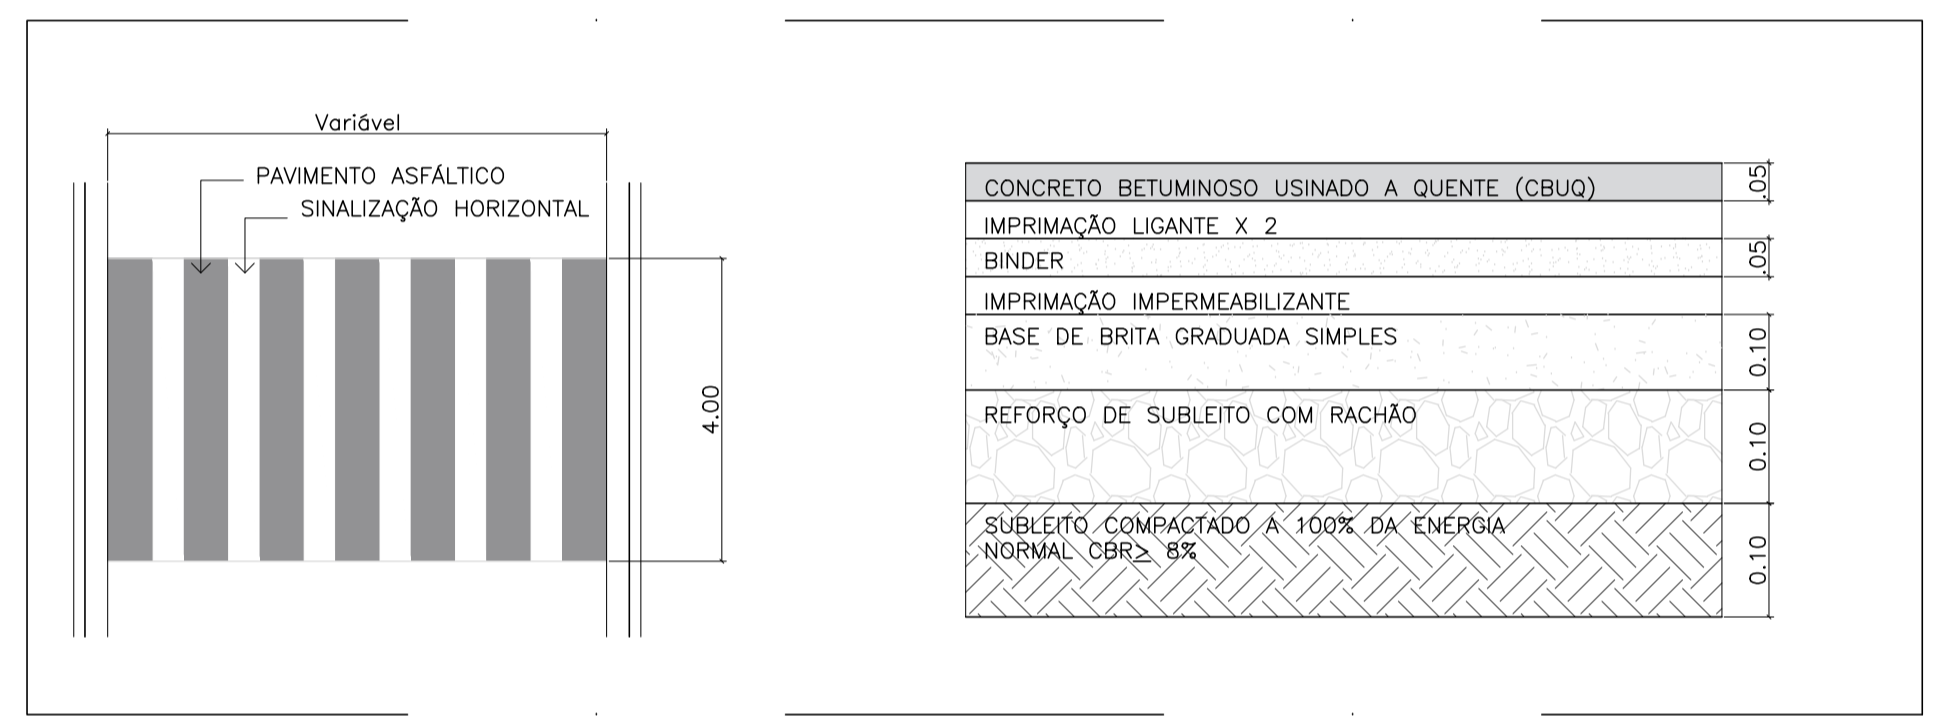 Variável
PAVIMENTO ASFÁLTICO
SINALIZAÇÃO HORIZONTAL
4.00
CONCRETO BETUMINOSO USINADO A QUENTE (CBUQ)
.05
IMPRIMAÇÃO LIGANTE X 2
BINDER
.05
IMPRIMAÇÃO IMPERMEABILIZANTE
BASE DE BRITA GRADUADA SIMPLES
0.10
REFORÇO DE SUBLEITO COM RACHÃO
0.10
SUBLEITO COMPACTADO A 100% DA ENERGIA
NORMAL CBR≥ 8%
0.10